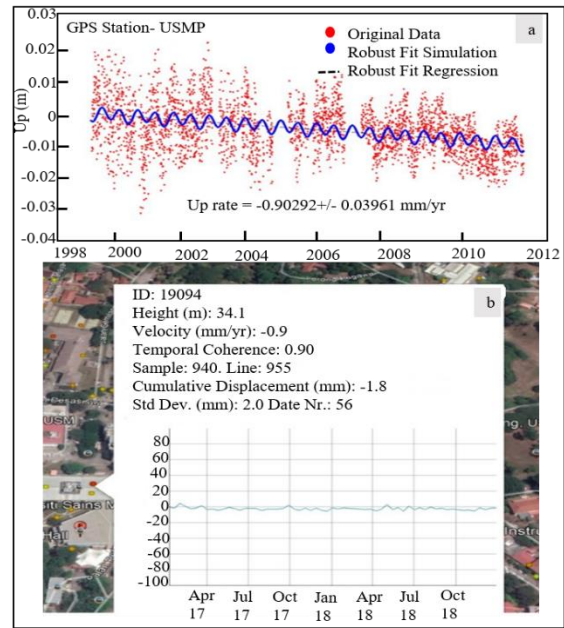 GPS Station- USMP
a
Original Data
Robust Fit Simulation
Robust Fit Regression
0.03
0.02
0.01
0
-0.01
-0.02
-0.03
-0.04
Up (m)
Up rate = -0.90292+/- 0.03961 mm/yr
1998 2000 2002 2004 2006 2008 2010 2012
b
ID: 19094
Height (m): 34.1
Velocity (mm/yr): -0.9
Temporal Coherence: 0.90
Sample: 940. Line: 955
Cumulative Displacement (mm): -1.8
Std Dev. (mm): 2.0 Date Nr.: 56
80
60
40
20
0
-20
-40
-60
-80
-100
Apr Jul Oct Jan Apr Jul Oct
17 17 17 18 18 18 18
USM
iti Sains M
Hall
ng. U
Instru